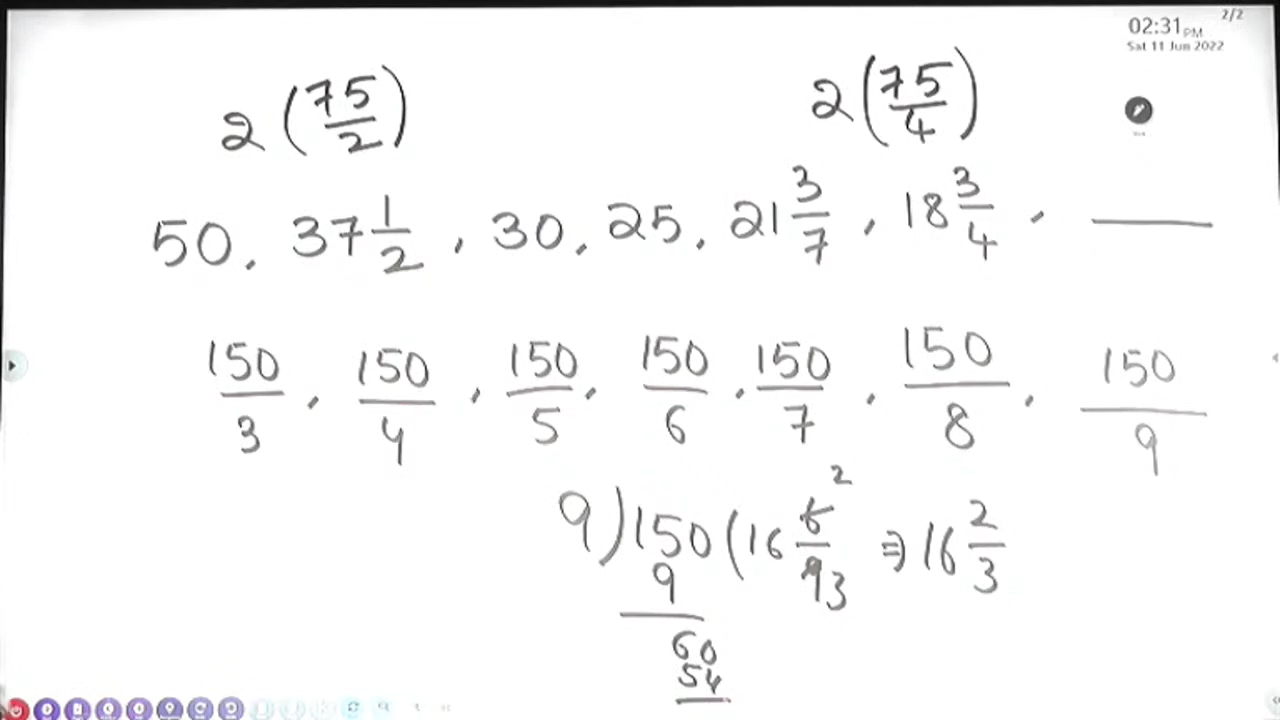 2/2
02:31 PM
Sat 11 Jun 2022
2(75/2) 2(75/4)
50, 37 1/2, 30, 25, 21 3/7, 18 3/4, ____
150/3, 150/4, 150/5, 150/6, 150/7, 150/8, 150/9
2
9)150(16 6/9 3 ⇒ 16 2/3
9
60
54